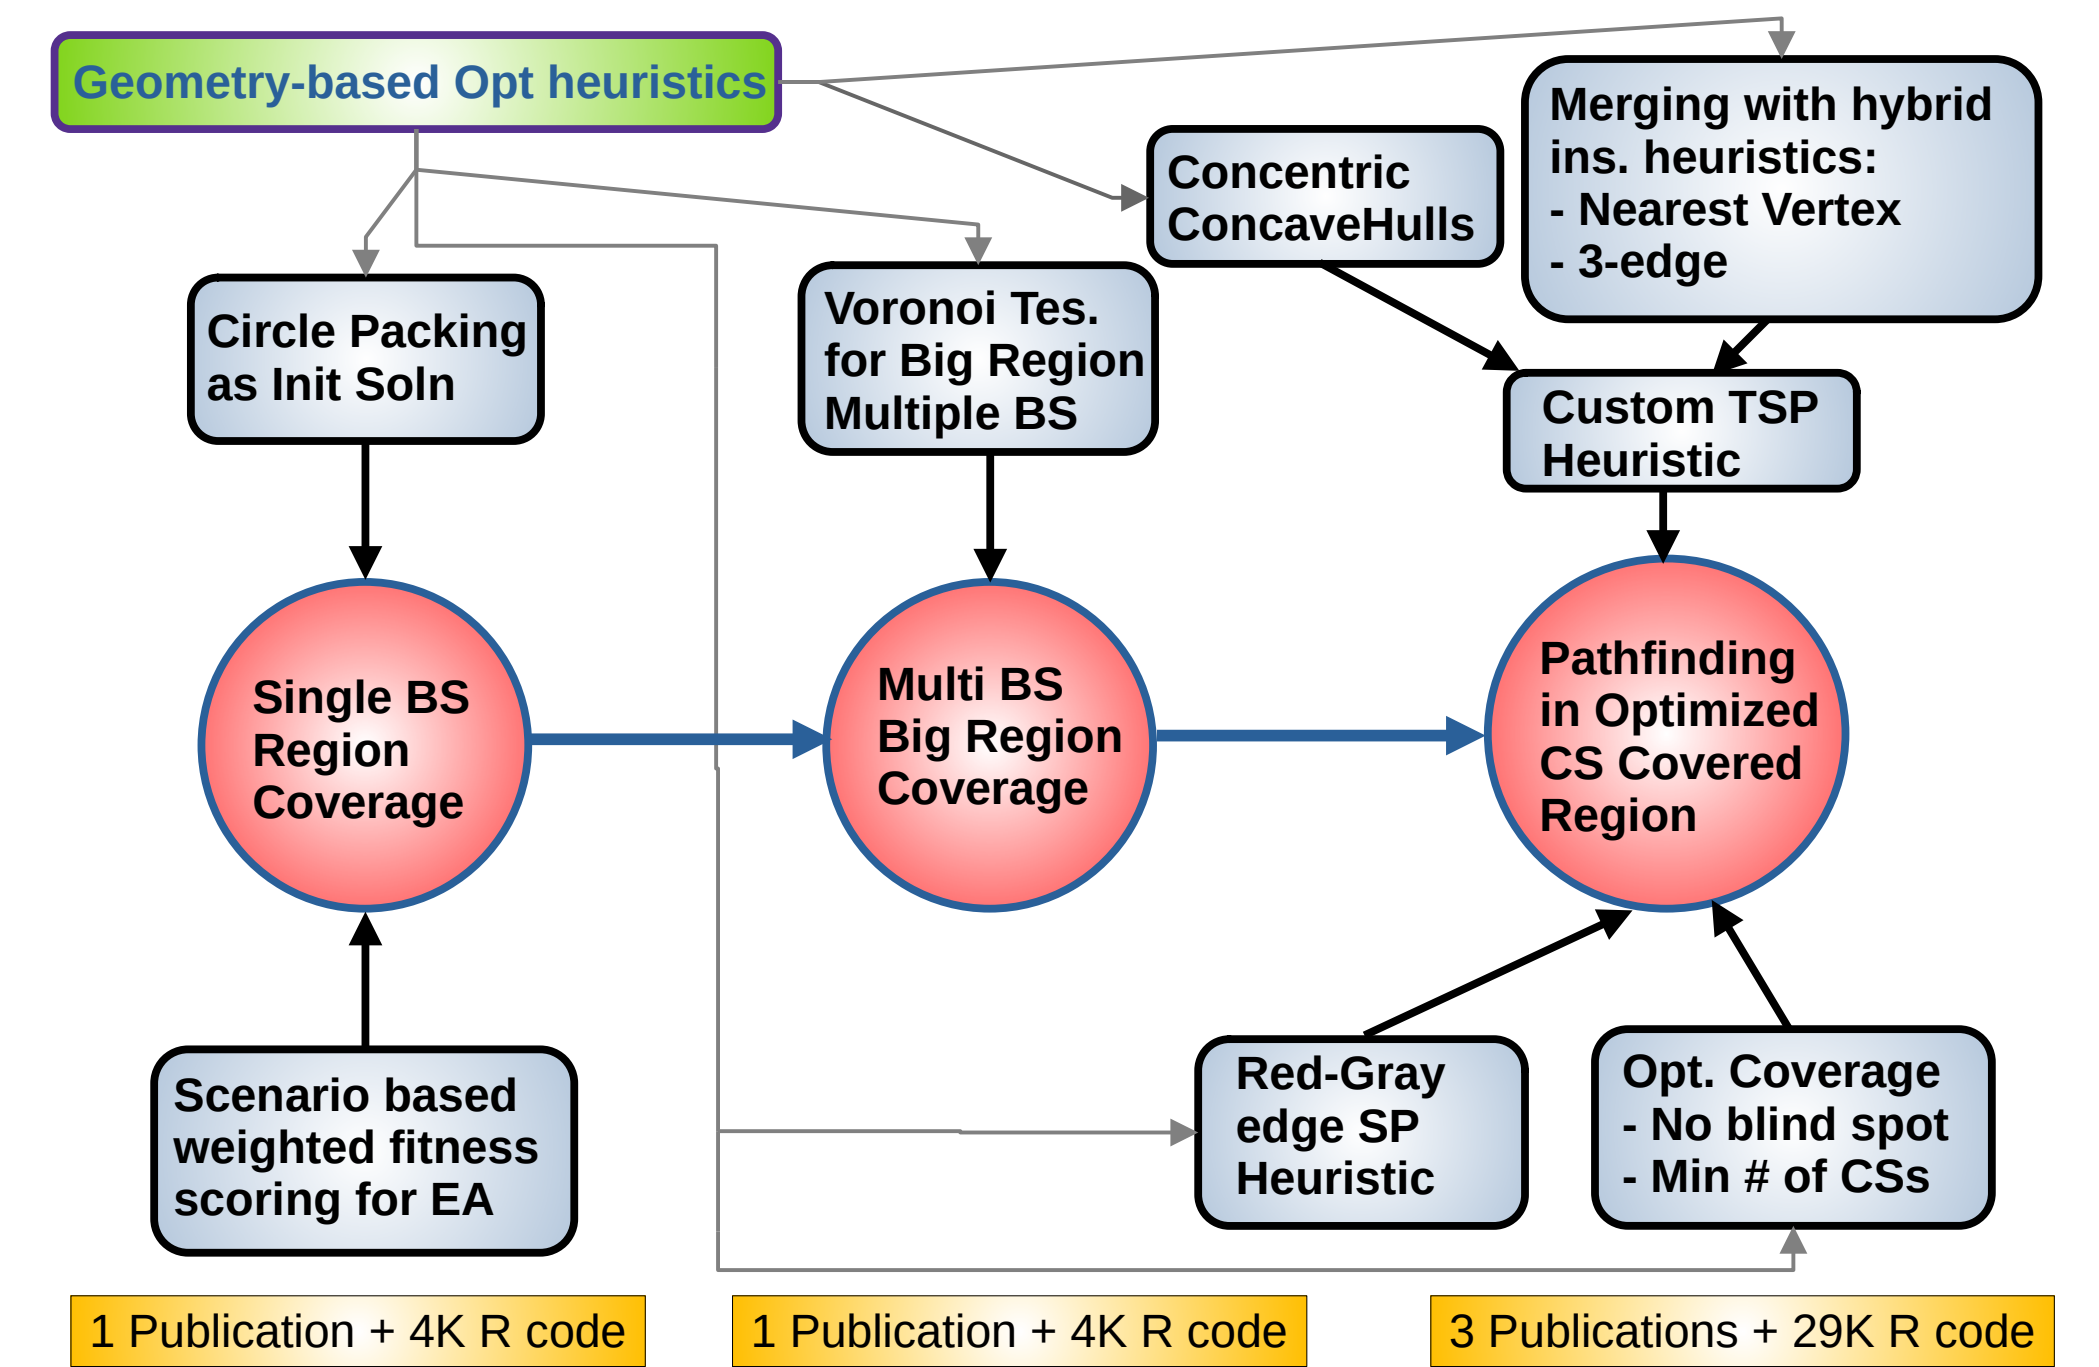 Geometry-based Opt heuristics
Merging with hybrid
ins. heuristics:
- Nearest Vertex
- 3-edge
Concentric
ConcaveHulls
Circle Packing
as Init Soln
Voronoi Tes.
for Big Region
Multiple BS
Custom TSP
Heuristic
Single BS
Region
Coverage
Multi BS
Big Region
Coverage
Pathfinding
in Optimized
CS Covered
Region
Scenario based
weighted fitness
scoring for EA
Red-Gray
edge SP
Heuristic
Opt. Coverage
- No blind spot
- Min # of CSs
1 Publication + 4K R code
1 Publication + 4K R code
3 Publications + 29K R code